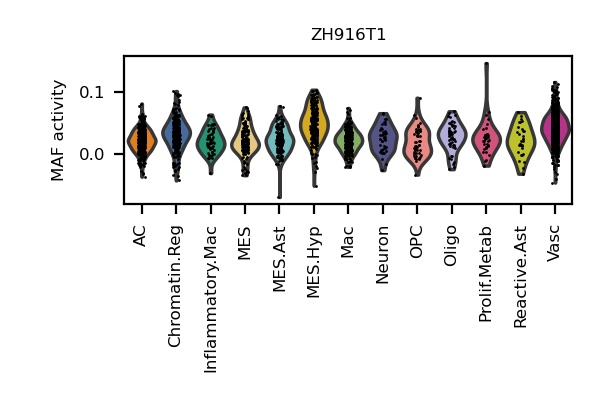 ZH916T1
MAF activity
0.1
0.0
AC
Chromatin.Reg
Inflammatory.Mac
MES
MES.Ast
MES.Hyp
Mac
Neuron
OPC
Oligo
Prolif.Metab
Reactive.Ast
Vasc